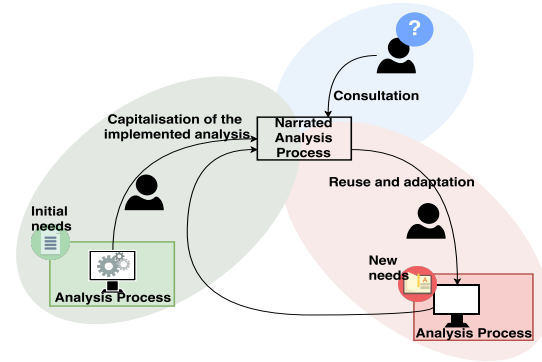 ?
Consultation
Capitalisation of the
implemented analysis
Narrated
Analysis
Process
Reuse and adaptation
Initial
needs
Analysis Process
New
needs
A
Analysis Process